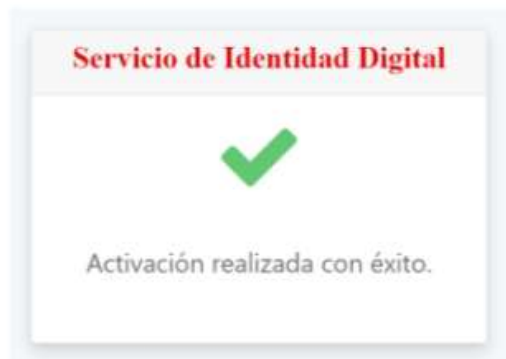 Servicio de Identidad Digital
Activación realizada con éxito.